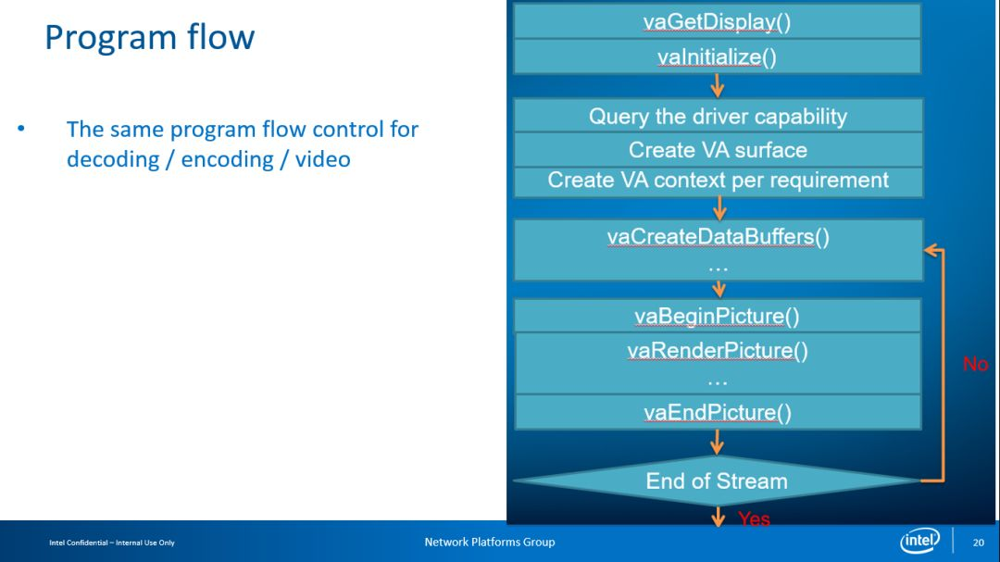 Program flow
• The same program flow control for
decoding / encoding / video
vaGetDisplay()
vaInitialize()
Query the driver capability
Create VA surface
Create VA context per requirement
vaCreateDataBuffers()
...
vaBeginPicture()
vaRenderPicture()
...
vaEndPicture()
No
End of Stream
Yes
Intel Confidential – Internal Use Only
Network Platforms Group
intel
20